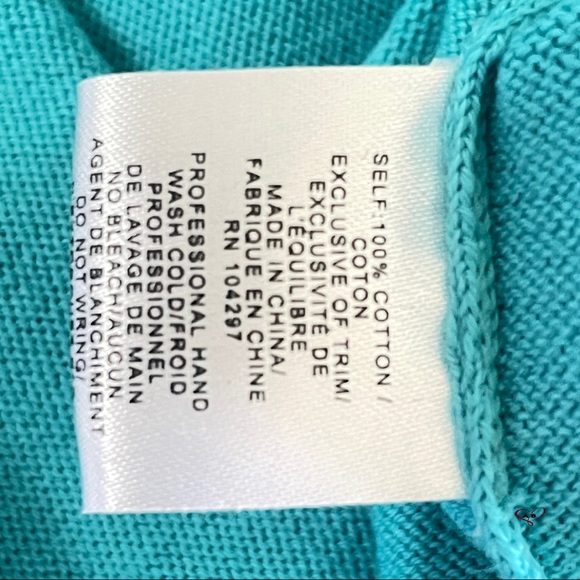 SELF: 100% COTTON /
COTON
EXCLUSIVE OF TRIM/
EXCLUSIVITÉ DE
L'ÉQUILIBRE
MADE IN CHINA/
FABRIQUE EN CHINE
RN 104297
PROFESSIONAL HAND
WASH COLD/FROID
PROFESSIONNEL
DE LAVAGE DE MAIN
NO BLEACH/AUCUN
AGENT DE BLANCHIMENT
DO NOT WRING/